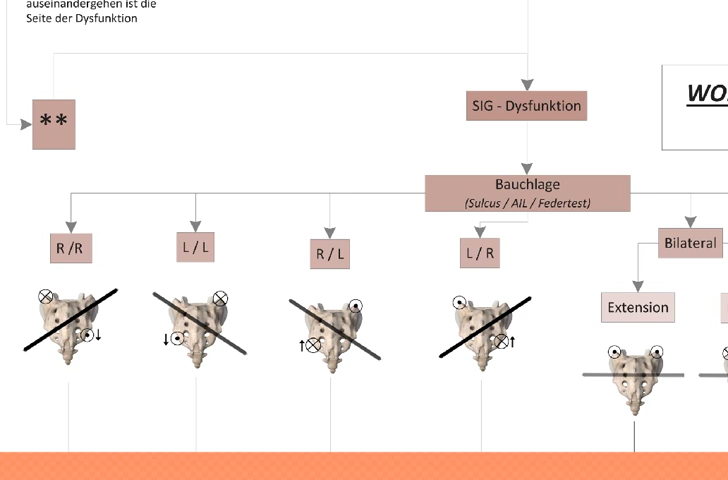 auseinandergehen ist die
Seite der Dysfunktion
**
SIG - Dysfunktion
Bauchlage
(Sulcus / AIL / Federtest)
R /R
L / L
R / L
L / R
Bilateral
Extension